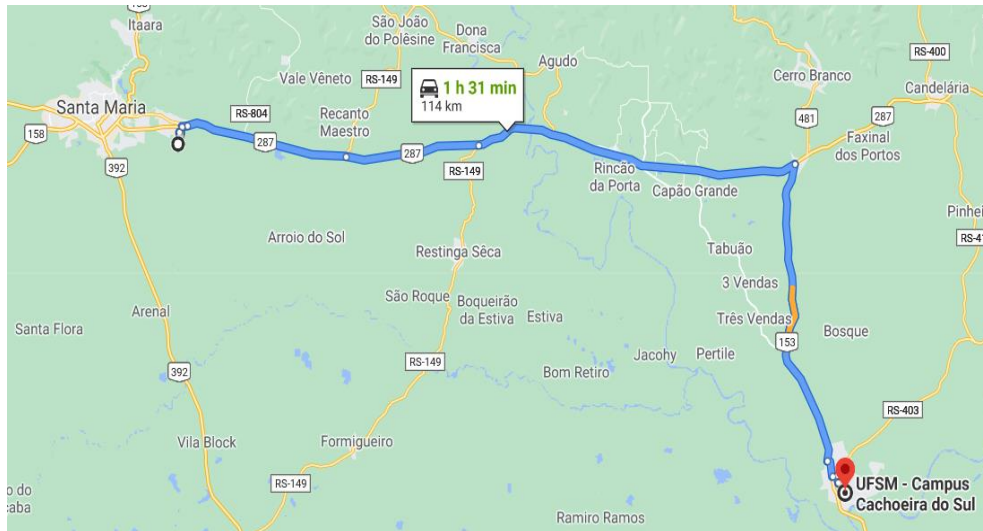 Itaara
São João
do Polêsine
Dona
Francisca
RS-400
Vale Vêneto
RS-149
Agudo
Cerro Branco
Candelária
1 h 31 min
114 km
Santa Maria
RS-804
Recanto
Maestro
481
287
158
287
287
Faxinal
dos Portos
392
RS-149
Rincão
da Porta
Capão Grande
Arroio do Sol
Restinga Sêca
Tabuão
3 Vendas
São Roque
Boqueirão
da Estiva
Estiva
Arenal
Três Vendas
Santa Flora
Bosque
153
Jacohy
Pertile
RS-149
Bom Retiro
392
RS-403
Vila Block
Formigueiro
RS-149
UFSM - Campus
Cachoeira do Sul
Ramiro Ramos